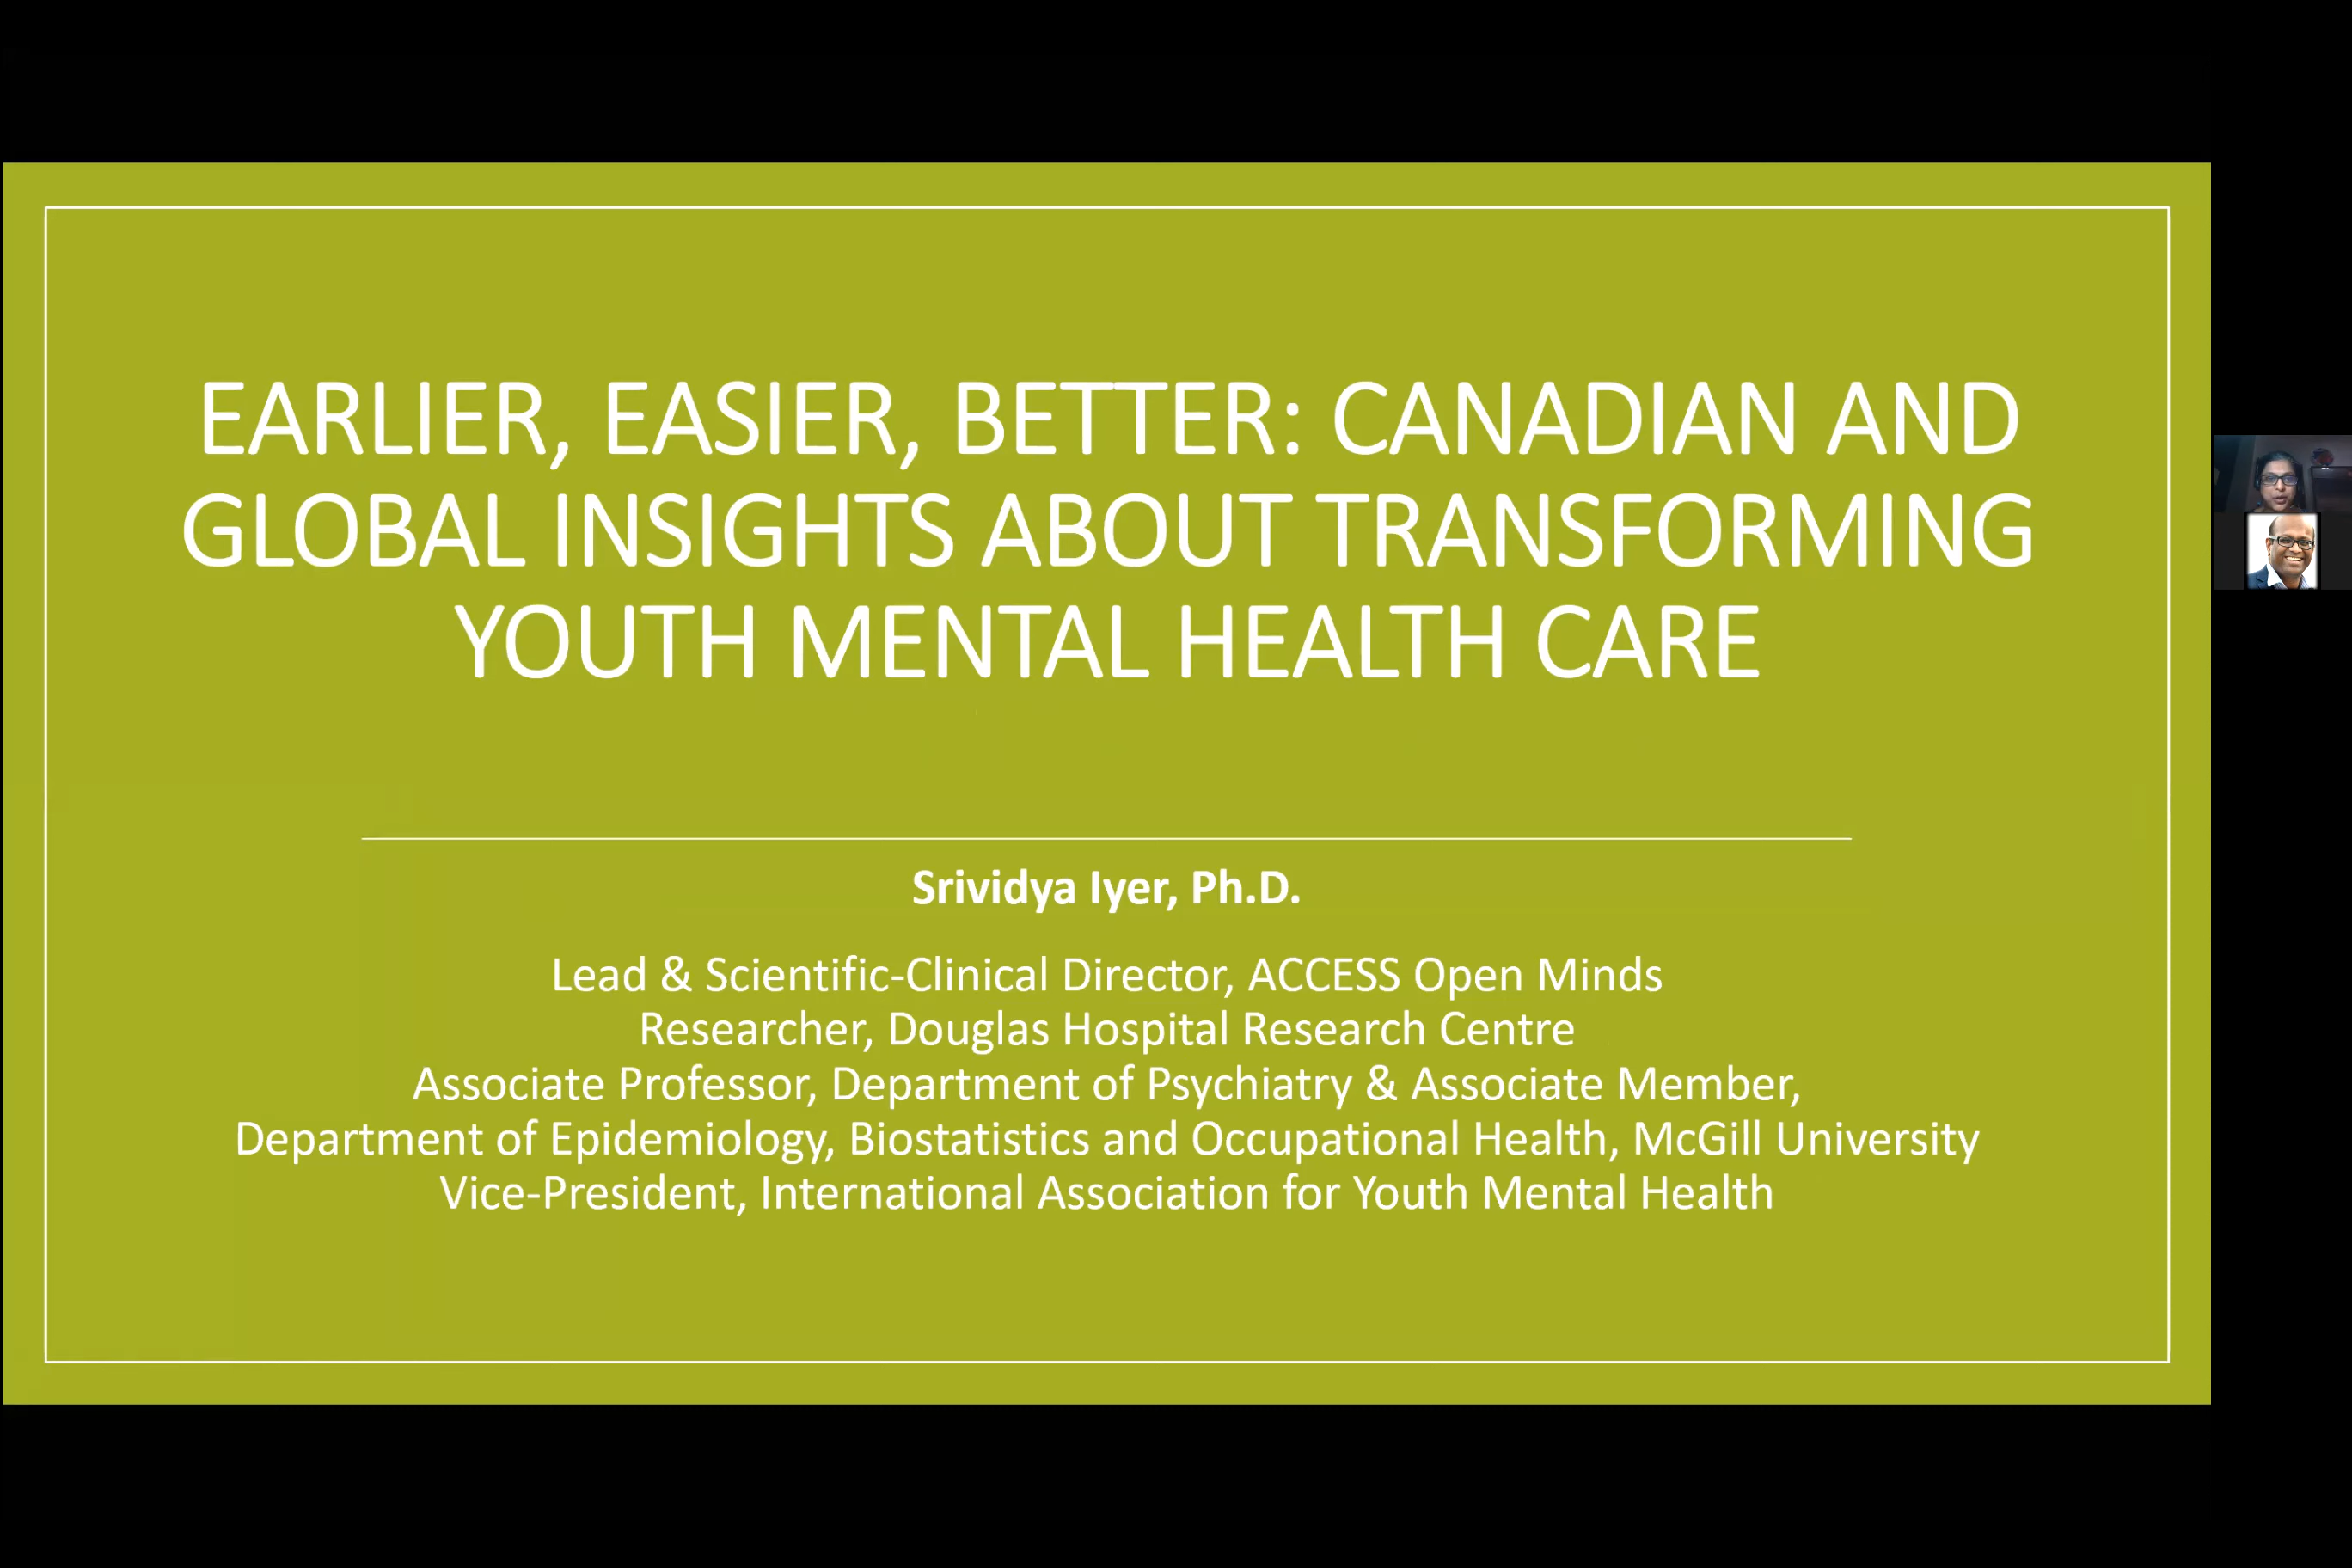 EARLIER, EASIER, BETTER: CANADIAN AND
GLOBAL INSIGHTS ABOUT TRANSFORMING
YOUTH MENTAL HEALTH CARE
Srividya Iyer, Ph.D.
Lead & Scientific-Clinical Director, ACCESS Open Minds
Researcher, Douglas Hospital Research Centre
Associate Professor, Department of Psychiatry & Associate Member,
Department of Epidemiology, Biostatistics and Occupational Health, McGill University
Vice-President, International Association for Youth Mental Health